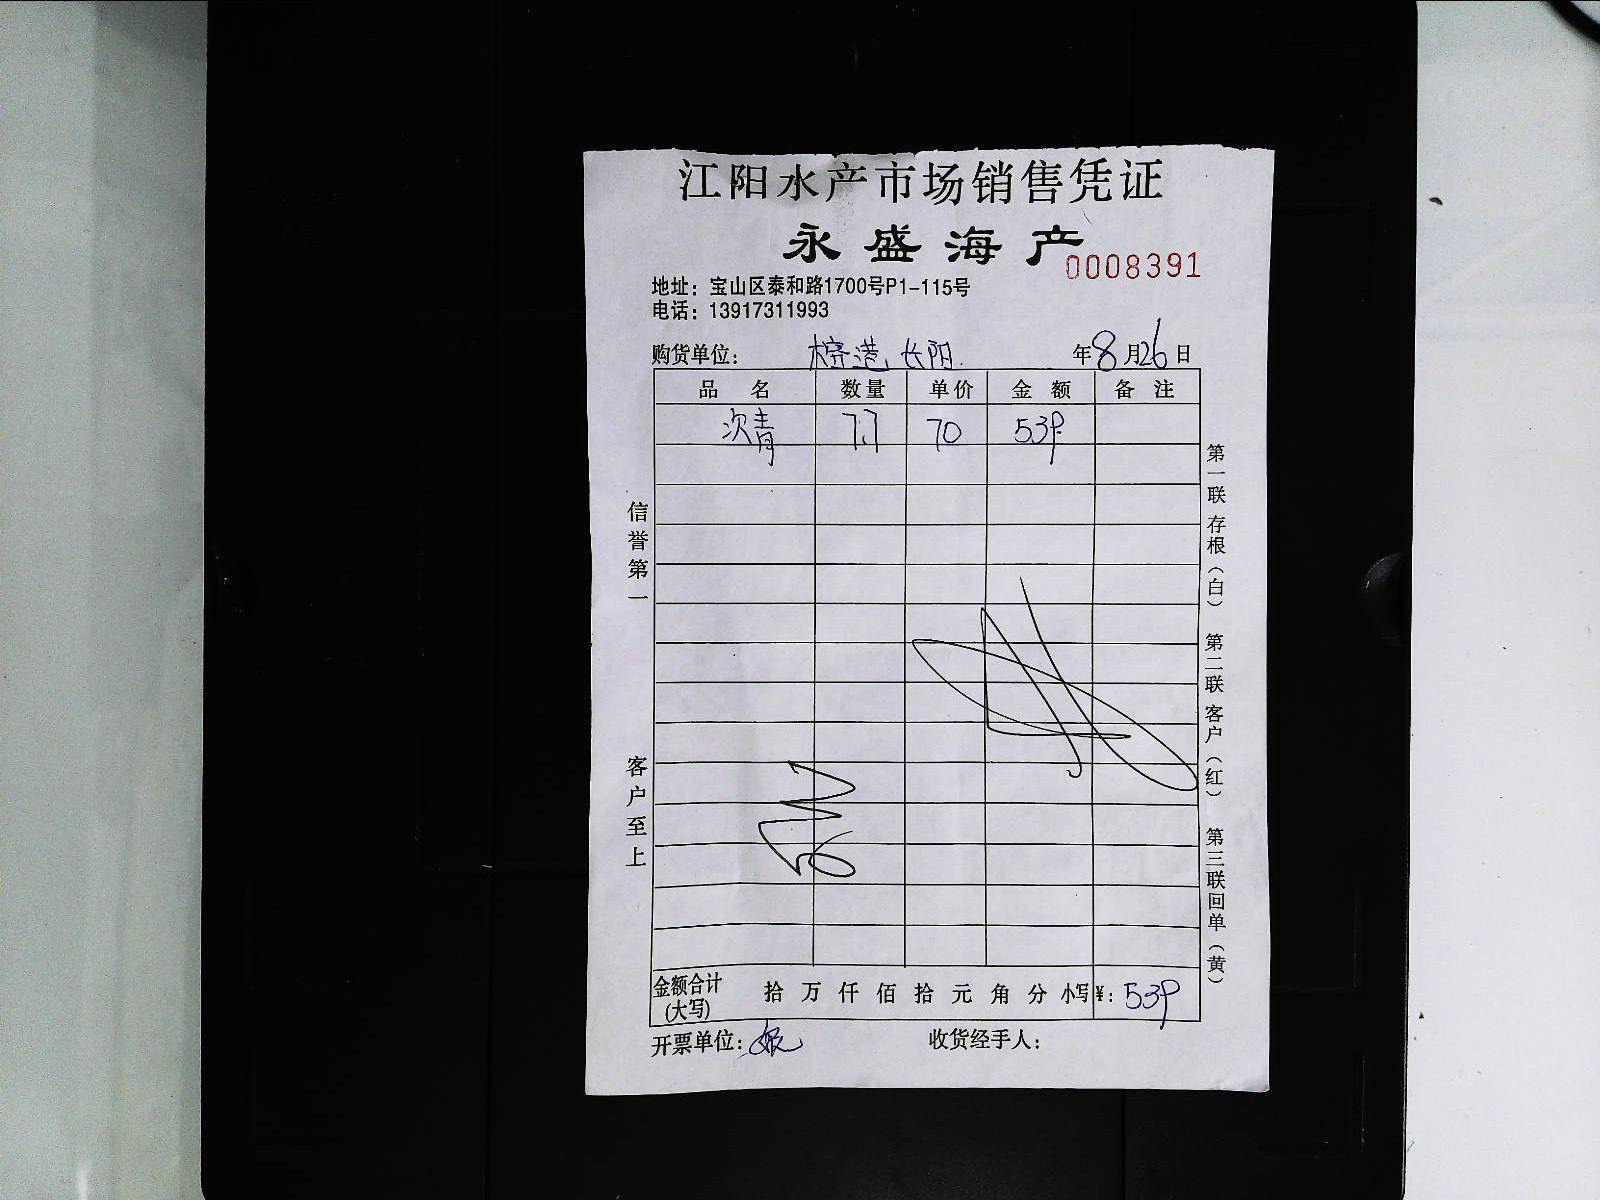 江阳水产市场销售凭证
永盛海产
0008391
地址：宝山区泰和路1700号P1-115号
电话：13917311993
购货单位： 长阳. 年8月26日
品名 数量 单价 金额 备注
次青 7.7 70 539
信誉第一
客户至上
第一联存根（白）
第二联客户（红）
第三联回单（黄）
金额合计(大写) 拾 万 仟 佰 拾 元 角 分 小写¥：539
开票单位：
收货经手人：